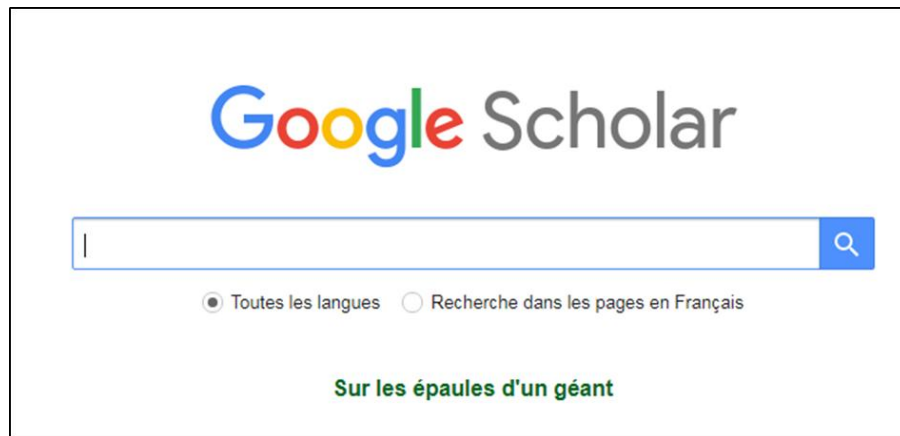 Google Scholar
Toutes les langues Recherche dans les pages en Français
Sur les épaules d'un géant